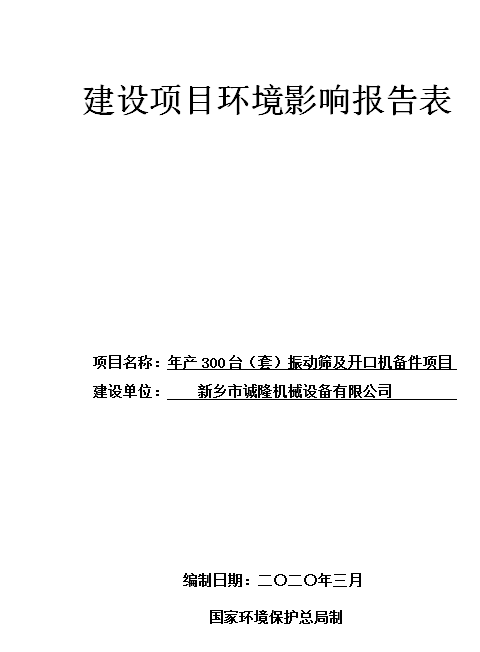 建设项目环境影响报告表
项目名称：年产300台（套）振动筛及开口机备件项目
建设单位：新乡市诚隆机械设备有限公司
编制日期：二〇二〇年三月
国家环境保护总局制